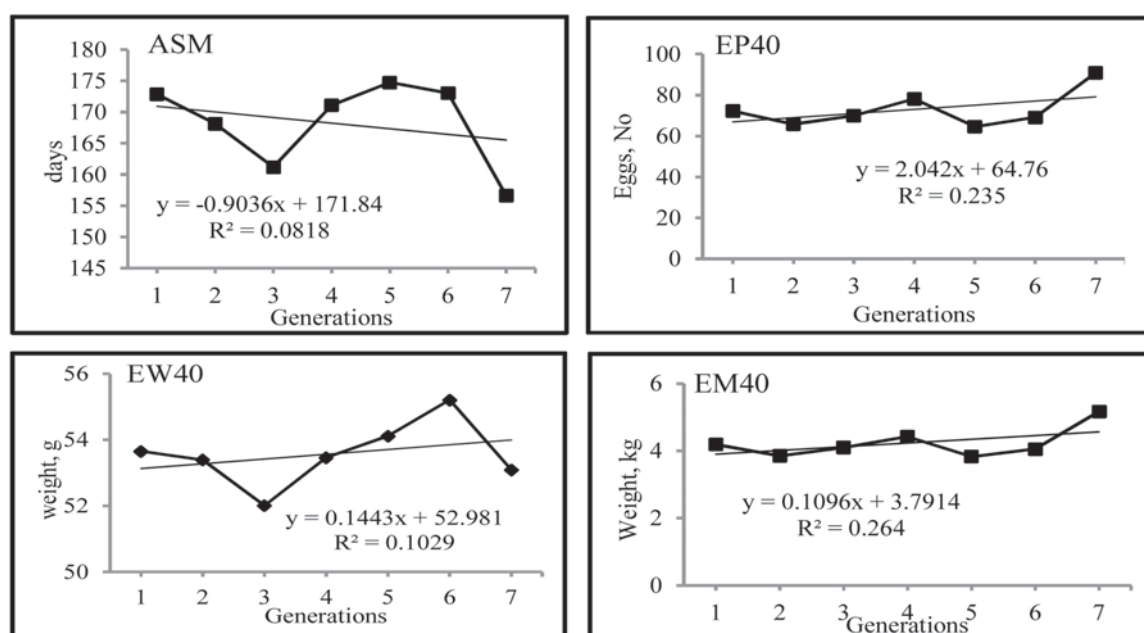 ASM
days
180
175
170
165
160
155
150
145
y = -0.9036x + 171.84
R² = 0.0818
1 2 3 4 5 6 7
Generations
EP40
Eggs, No
100
80
60
40
20
0
y = 2.042x + 64.76
R² = 0.235
1 2 3 4 5 6 7
Generations
EW40
weight, g
56
54
52
50
y = 0.1443x + 52.981
R² = 0.1029
1 2 3 4 5 6 7
Generations
EM40
Weight, kg
6
4
2
0
y = 0.1096x + 3.7914
R² = 0.264
1 2 3 4 5 6 7
Generations